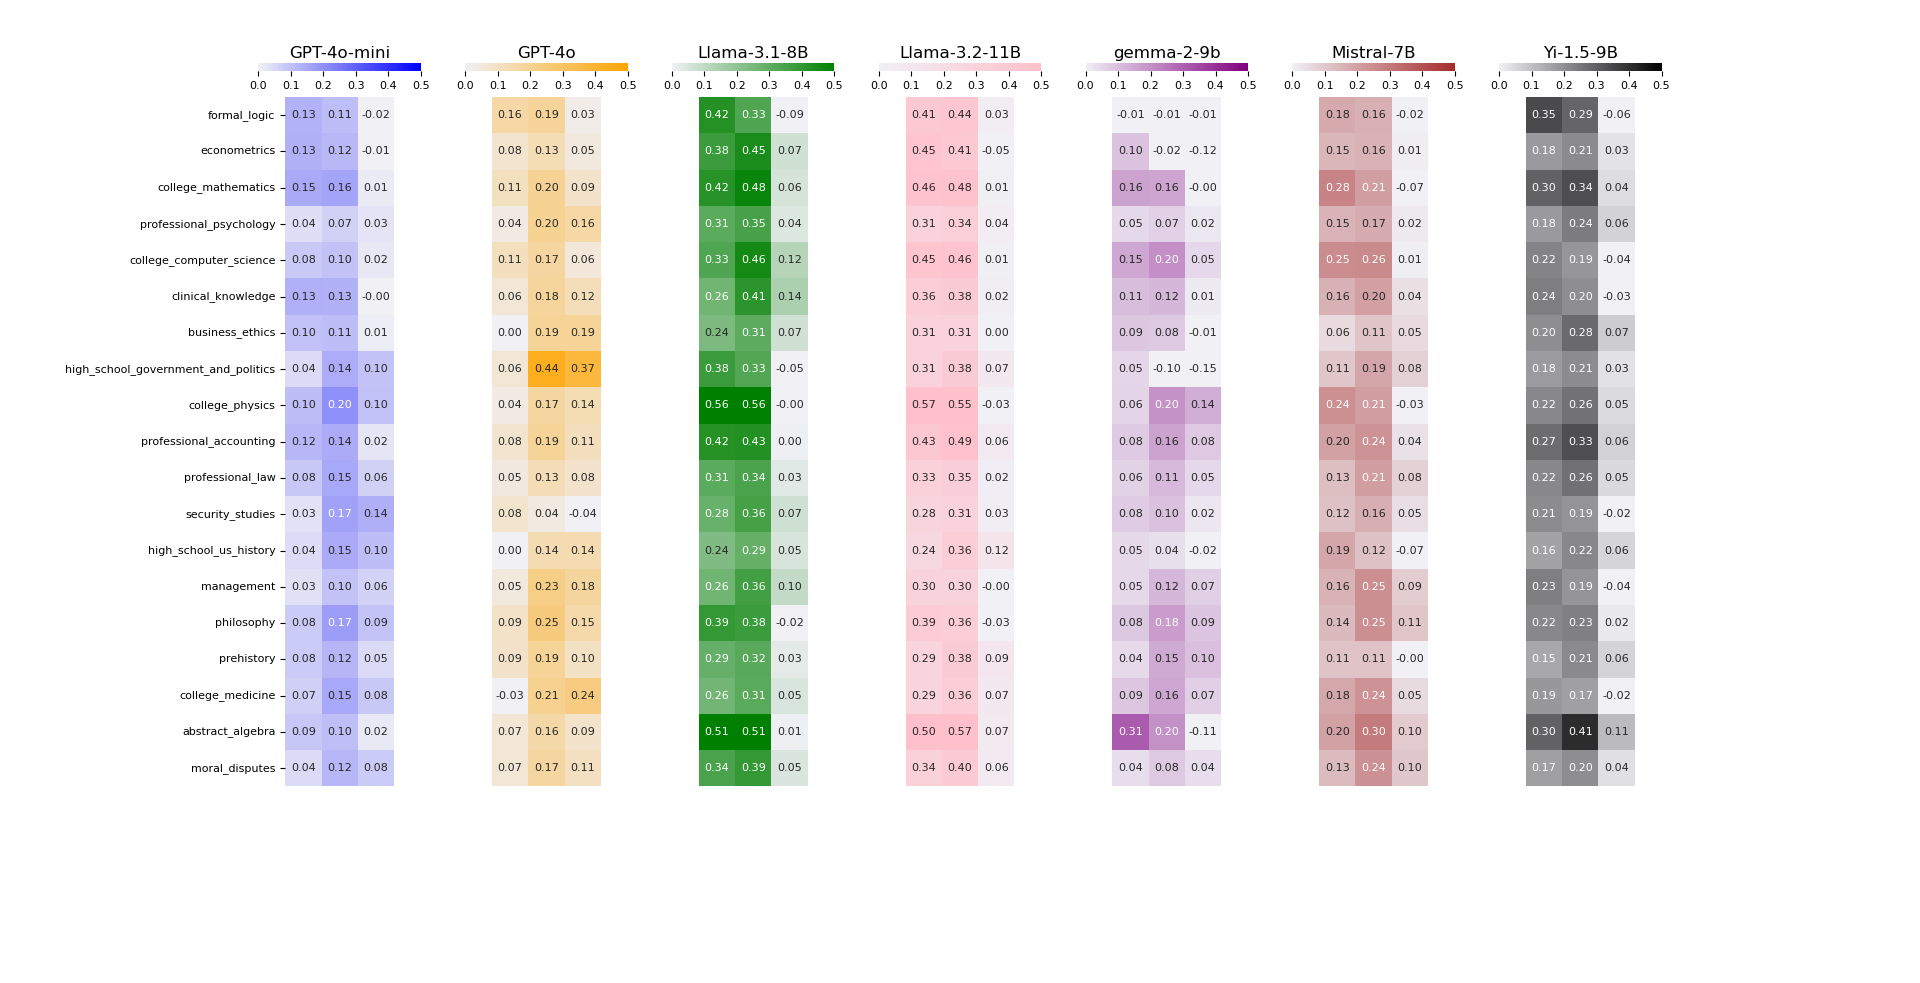 GPT-4o-mini GPT-4o Llama-3.1-8B Llama-3.2-11B gemma-2-9b Mistral-7B Yi-1.5-9B
0.0 0.1 0.2 0.3 0.4 0.5 0.0 0.1 0.2 0.3 0.4 0.5 0.0 0.1 0.2 0.3 0.4 0.5 0.0 0.1 0.2 0.3 0.4 0.5 0.0 0.1 0.2 0.3 0.4 0.5 0.0 0.1 0.2 0.3 0.4 0.5 0.0 0.1 0.2 0.3 0.4 0.5
formal_logic 0.13 0.11 -0.02 0.16 0.19 0.03 0.42 0.33 -0.09 0.41 0.44 0.03 -0.01 -0.01 -0.01 0.18 0.16 -0.02 0.35 0.29 -0.06
econometrics 0.13 0.12 -0.01 0.08 0.13 0.05 0.38 0.45 0.07 0.45 0.41 -0.05 0.10 -0.02 -0.12 0.15 0.16 0.01 0.18 0.21 0.03
college_mathematics 0.15 0.16 0.01 0.11 0.20 0.09 0.42 0.48 0.06 0.46 0.48 0.01 0.16 0.16 -0.00 0.28 0.21 -0.07 0.30 0.34 0.04
professional_psychology 0.04 0.07 0.03 0.04 0.20 0.16 0.31 0.35 0.04 0.31 0.34 0.04 0.05 0.07 0.02 0.15 0.17 0.02 0.18 0.24 0.06
college_computer_science 0.08 0.10 0.02 0.11 0.17 0.06 0.33 0.46 0.12 0.45 0.46 0.01 0.15 0.20 0.05 0.25 0.26 0.01 0.22 0.19 -0.04
clinical_knowledge 0.13 0.13 -0.00 0.06 0.18 0.12 0.26 0.41 0.14 0.36 0.38 0.02 0.11 0.12 0.01 0.16 0.20 0.04 0.24 0.20 -0.03
business_ethics 0.10 0.11 0.01 0.00 0.19 0.19 0.24 0.31 0.07 0.31 0.31 0.00 0.09 0.08 -0.01 0.06 0.11 0.05 0.20 0.28 0.07
high_school_government_and_politics 0.04 0.14 0.10 0.06 0.44 0.37 0.38 0.33 -0.05 0.31 0.38 0.07 0.05 -0.10 -0.15 0.11 0.19 0.08 0.18 0.21 0.03
college_physics 0.10 0.20 0.10 0.04 0.17 0.14 0.56 0.56 -0.00 0.57 0.55 -0.03 0.06 0.20 0.14 0.24 0.21 -0.03 0.22 0.26 0.05
professional_accounting 0.12 0.14 0.02 0.08 0.19 0.11 0.42 0.43 0.00 0.43 0.49 0.06 0.08 0.16 0.08 0.20 0.24 0.04 0.27 0.33 0.06
professional_law 0.08 0.15 0.06 0.05 0.13 0.08 0.31 0.34 0.03 0.33 0.35 0.02 0.06 0.11 0.05 0.13 0.21 0.08 0.22 0.26 0.05
security_studies 0.03 0.17 0.14 0.08 0.04 -0.04 0.28 0.36 0.07 0.28 0.31 0.03 0.08 0.10 0.02 0.12 0.16 0.05 0.21 0.19 -0.02
high_school_us_history 0.04 0.15 0.10 0.00 0.14 0.14 0.24 0.29 0.05 0.24 0.36 0.12 0.05 0.04 -0.02 0.19 0.12 -0.07 0.16 0.22 0.06
management 0.03 0.10 0.06 0.05 0.23 0.18 0.26 0.36 0.10 0.30 0.30 -0.00 0.05 0.12 0.07 0.16 0.25 0.09 0.23 0.19 -0.04
philosophy 0.08 0.17 0.09 0.09 0.25 0.15 0.39 0.38 -0.02 0.39 0.36 -0.03 0.08 0.18 0.09 0.14 0.25 0.11 0.22 0.23 0.02
prehistory 0.08 0.12 0.05 0.09 0.19 0.10 0.29 0.32 0.03 0.29 0.38 0.09 0.04 0.15 0.10 0.11 0.11 -0.00 0.15 0.21 0.06
college_medicine 0.07 0.15 0.08 -0.03 0.21 0.24 0.26 0.31 0.05 0.29 0.36 0.07 0.09 0.16 0.07 0.18 0.24 0.05 0.19 0.17 -0.02
abstract_algebra 0.09 0.10 0.02 0.07 0.16 0.09 0.51 0.51 0.01 0.50 0.57 0.07 0.31 0.20 -0.11 0.20 0.30 0.10 0.30 0.41 0.11
moral_disputes 0.04 0.12 0.08 0.07 0.17 0.11 0.34 0.39 0.05 0.34 0.40 0.06 0.04 0.08 0.04 0.13 0.24 0.10 0.17 0.20 0.04